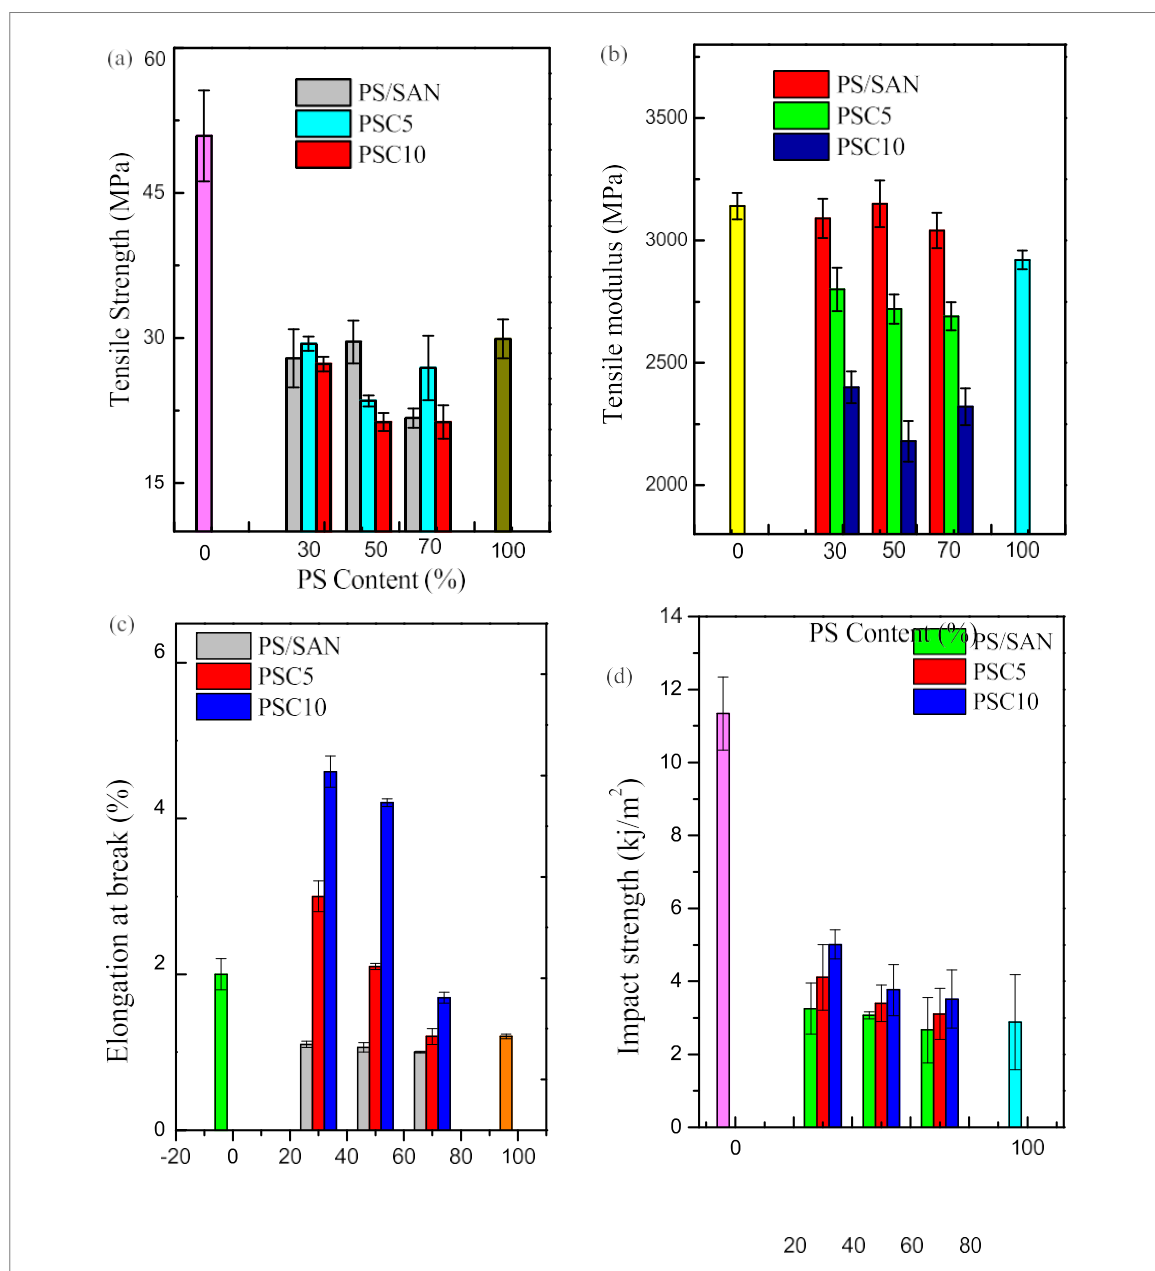 (a)
60
45
30
15
Tensile Strength (MPa)
PS/SAN
PSC5
PSC10
0 30 50 70 100
PS Content (%)
(b)
3500
3000
2500
2000
Tensile modulus (MPa)
PS/SAN
PSC5
PSC10
0 30 50 70 100
PS Content (%)
(c)
6
4
2
0
Elongation at break (%)
PS/SAN
PSC5
PSC10
-20 0 20 40 60 80 100
(d)
14
12
10
8
6
4
2
0
Impact strength (kj/m²)
PS/SAN
PSC5
PSC10
0 100
20 40 60 80